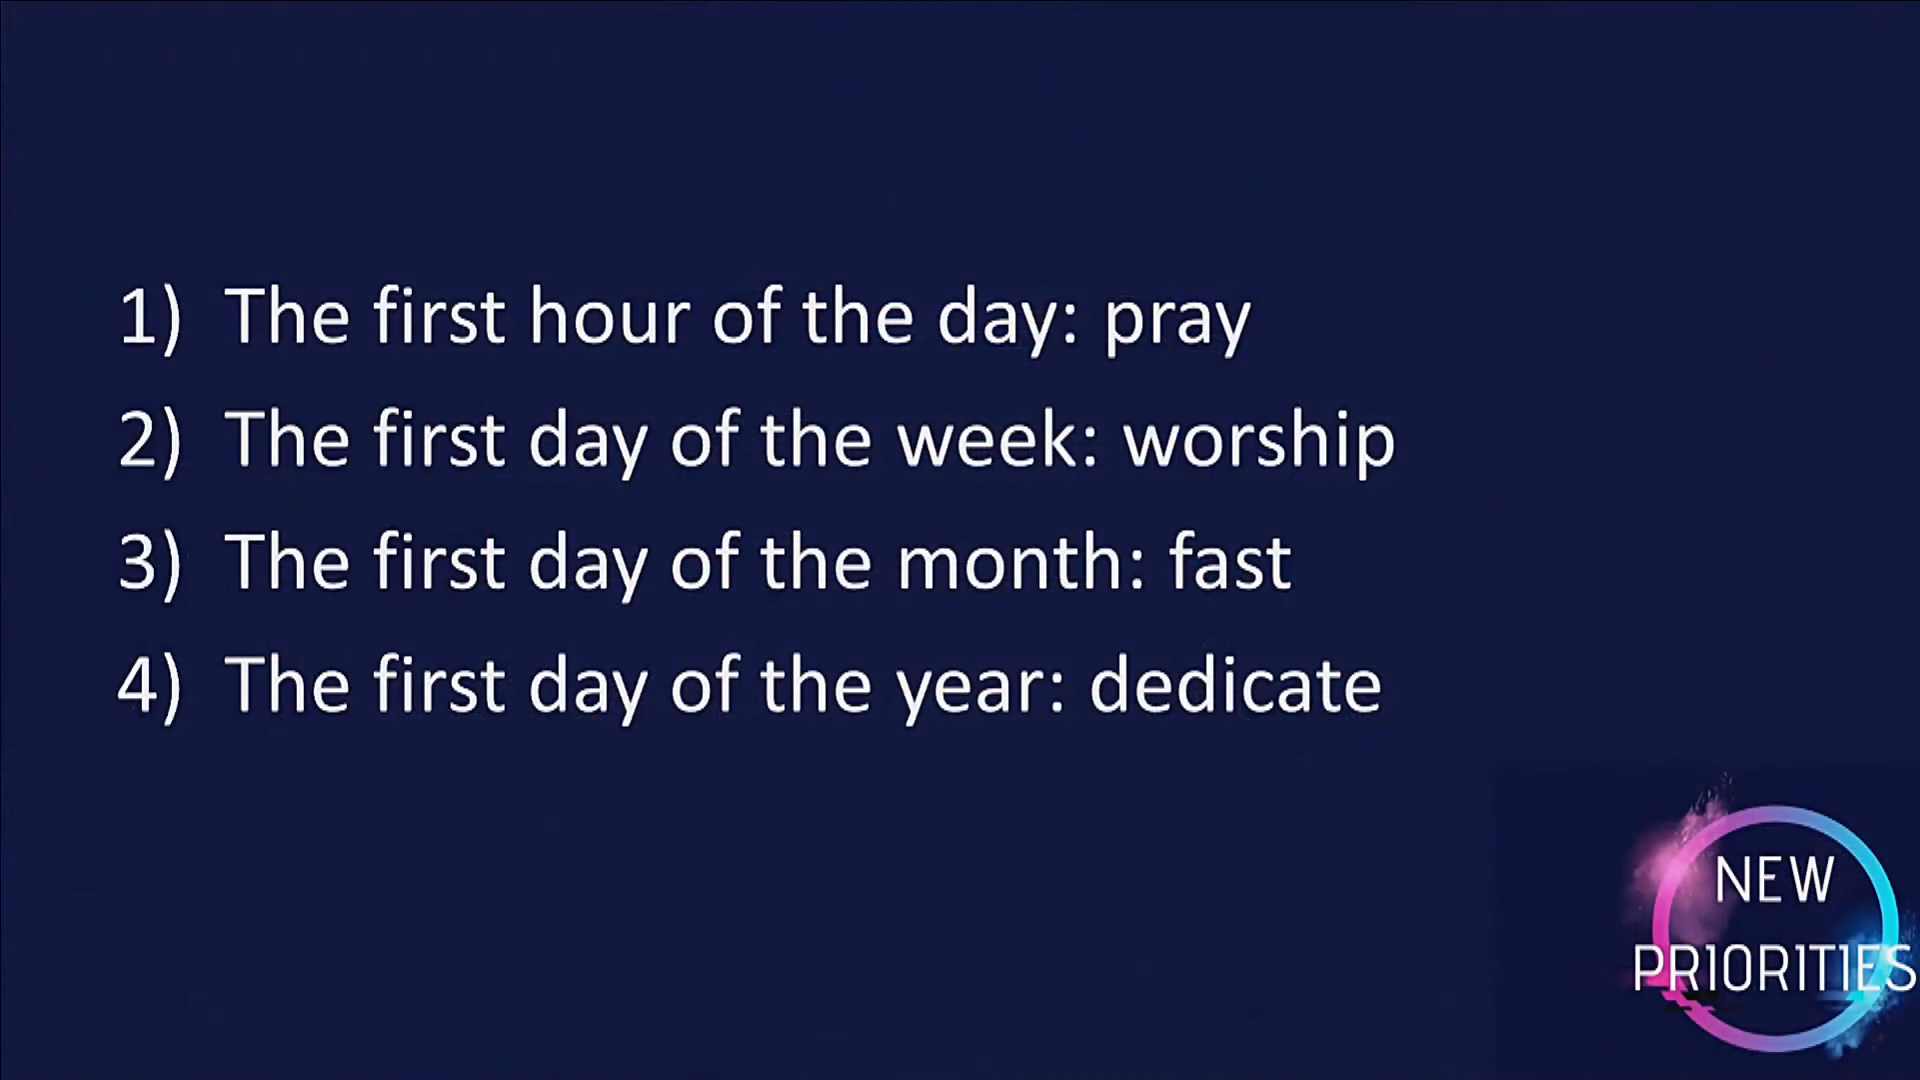 1) The first hour of the day: pray
2) The first day of the week: worship
3) The first day of the month: fast
4) The first day of the year: dedicate
NEW
PRIORITIES